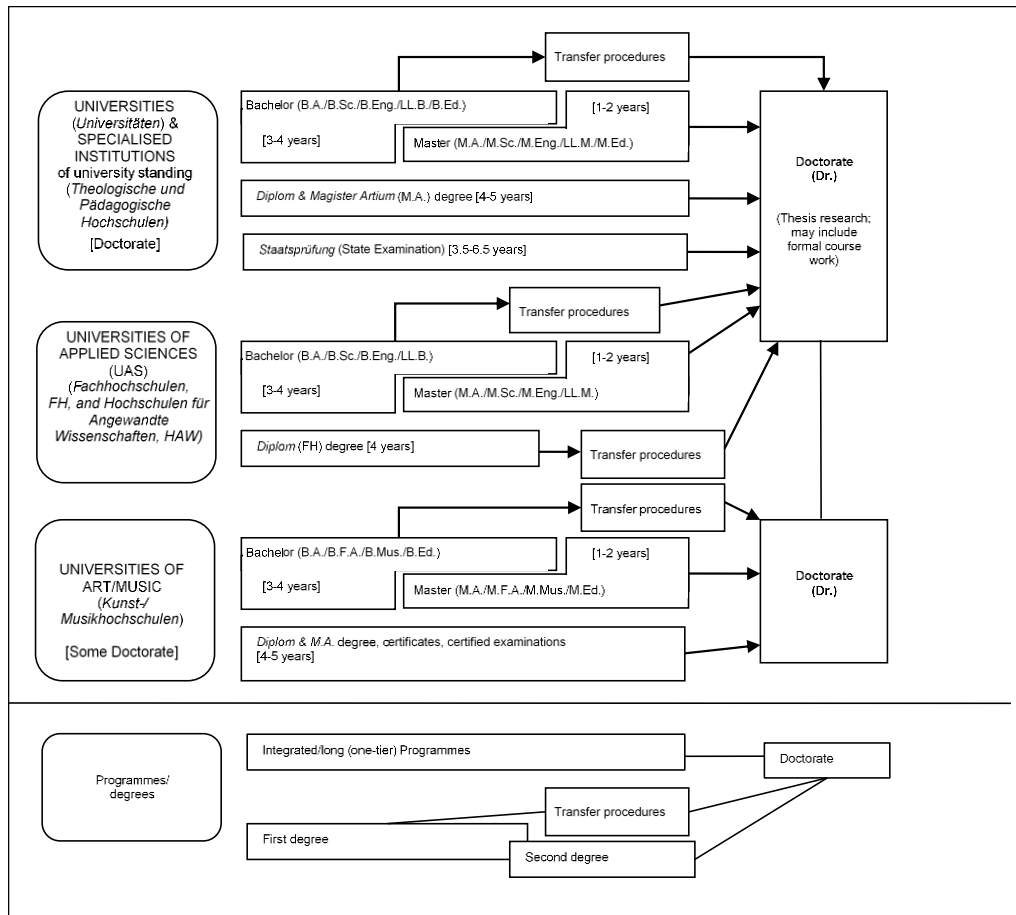 Transfer procedures
UNIVERSITIES
(Universitäten) &
SPECIALISED
INSTITUTIONS
of university standing
(Theologische und
Pädagogische
Hochschulen)
[Doctorate]
Bachelor (B.A./B.Sc./B.Eng./LL.B./B.Ed.)
[3-4 years]
[1-2 years]
Master (M.A./M.Sc./M.Eng./LL.M./M.Ed.)
Diplom & Magister Artium (M.A.) degree [4-5 years]
Staatsprüfung (State Examination) [3.5-6.5 years]
Doctorate
(Dr.)
(Thesis research;
may include
formal course
work)
Transfer procedures
UNIVERSITIES OF
APPLIED SCIENCES
(UAS)
(Fachhochschulen,
FH, and Hochschulen für
Angewandte
Wissenschaften, HAW)
Bachelor (B.A./B.Sc./B.Eng./LL.B.)
[3-4 years]
[1-2 years]
Master (M.A./M.Sc./M.Eng./LL.M.)
Diplom (FH) degree [4 years]
Transfer procedures
Transfer procedures
UNIVERSITIES OF
ART/MUSIC
(Kunst-/
Musikhochschulen)
[Some Doctorate]
Bachelor (B.A./B.F.A./B.Mus./B.Ed.)
[3-4 years]
[1-2 years]
Master (M.A./M.F.A./M.Mus./M.Ed.)
Diplom & M.A. degree, certificates, certified examinations
[4-5 years]
Doctorate
(Dr.)
Programmes/
degrees
Integrated/long (one-tier) Programmes
Doctorate
Transfer procedures
First degree
Second degree